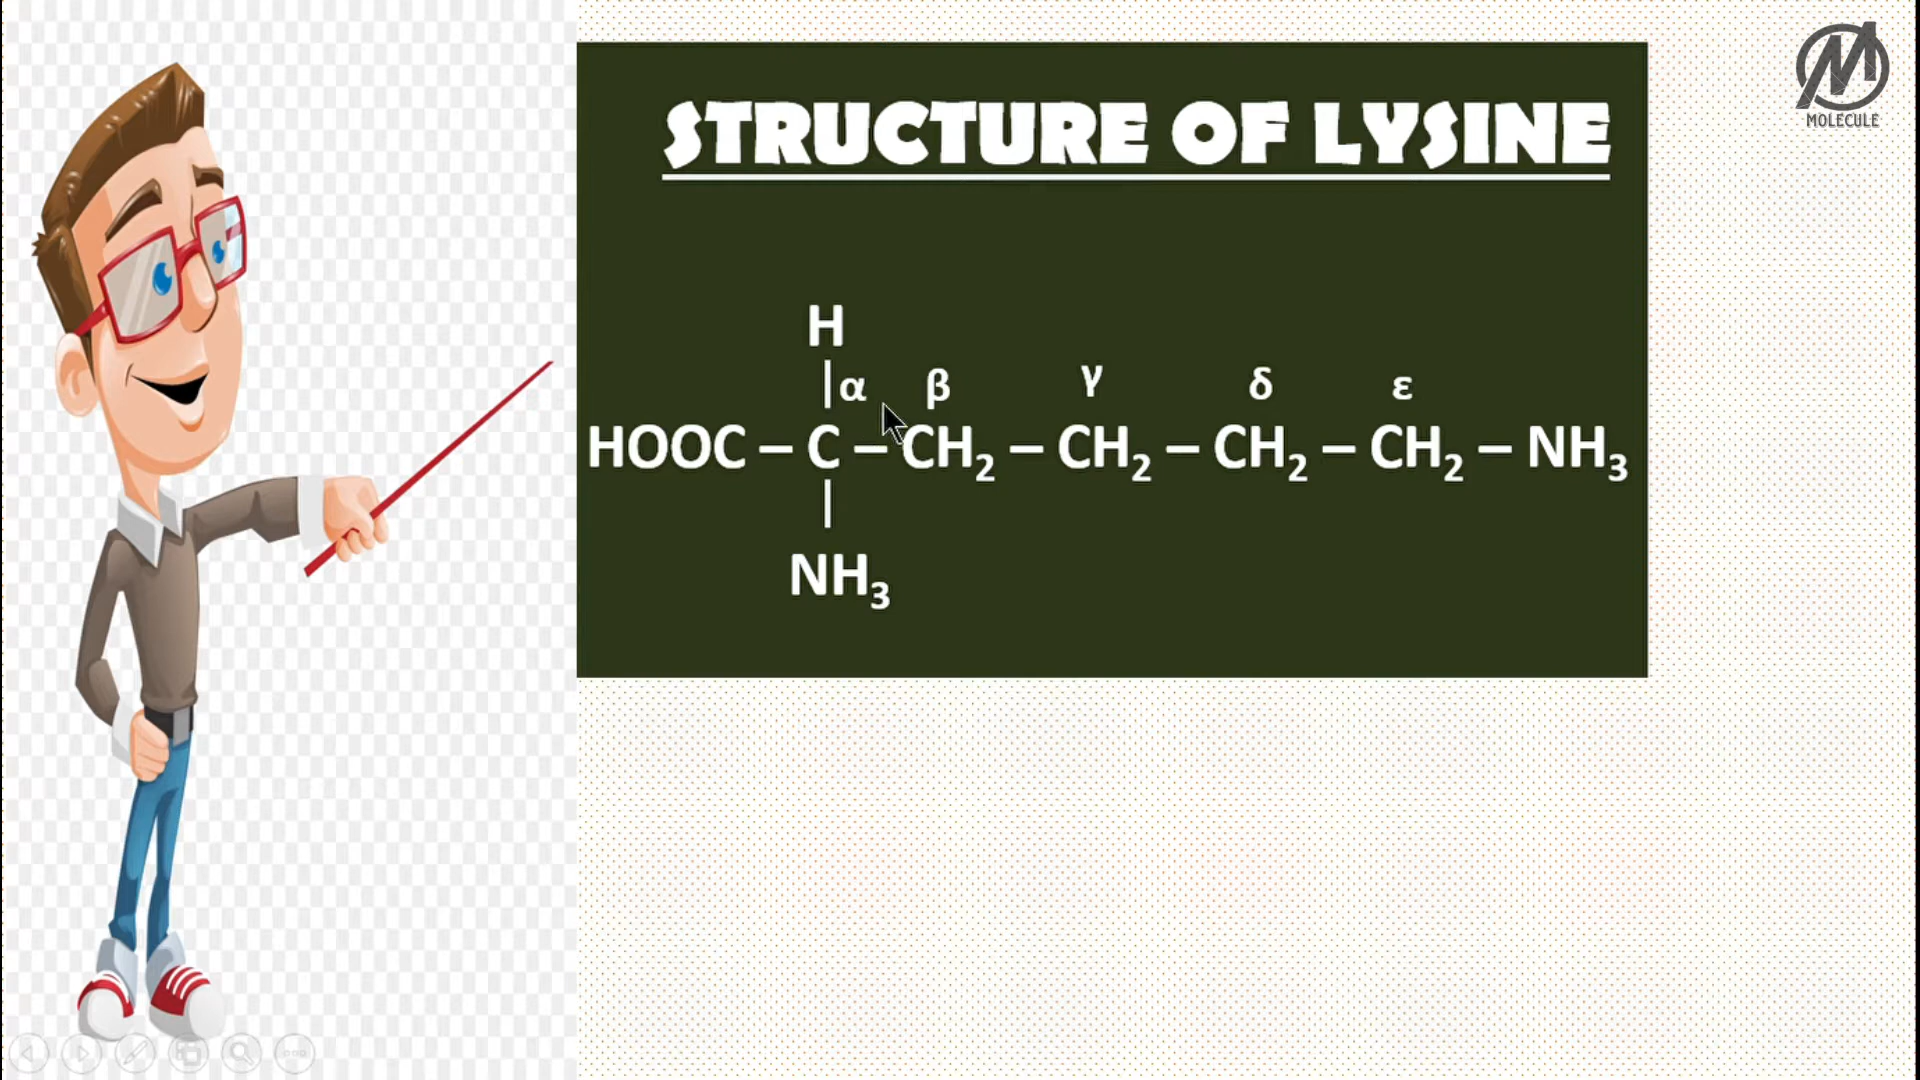 MOLECULE
STRUCTURE OF LYSINE
H
| α β γ δ ε
HOOC – C – CH₂ – CH₂ – CH₂ – CH₂ – NH₃
|
NH₃